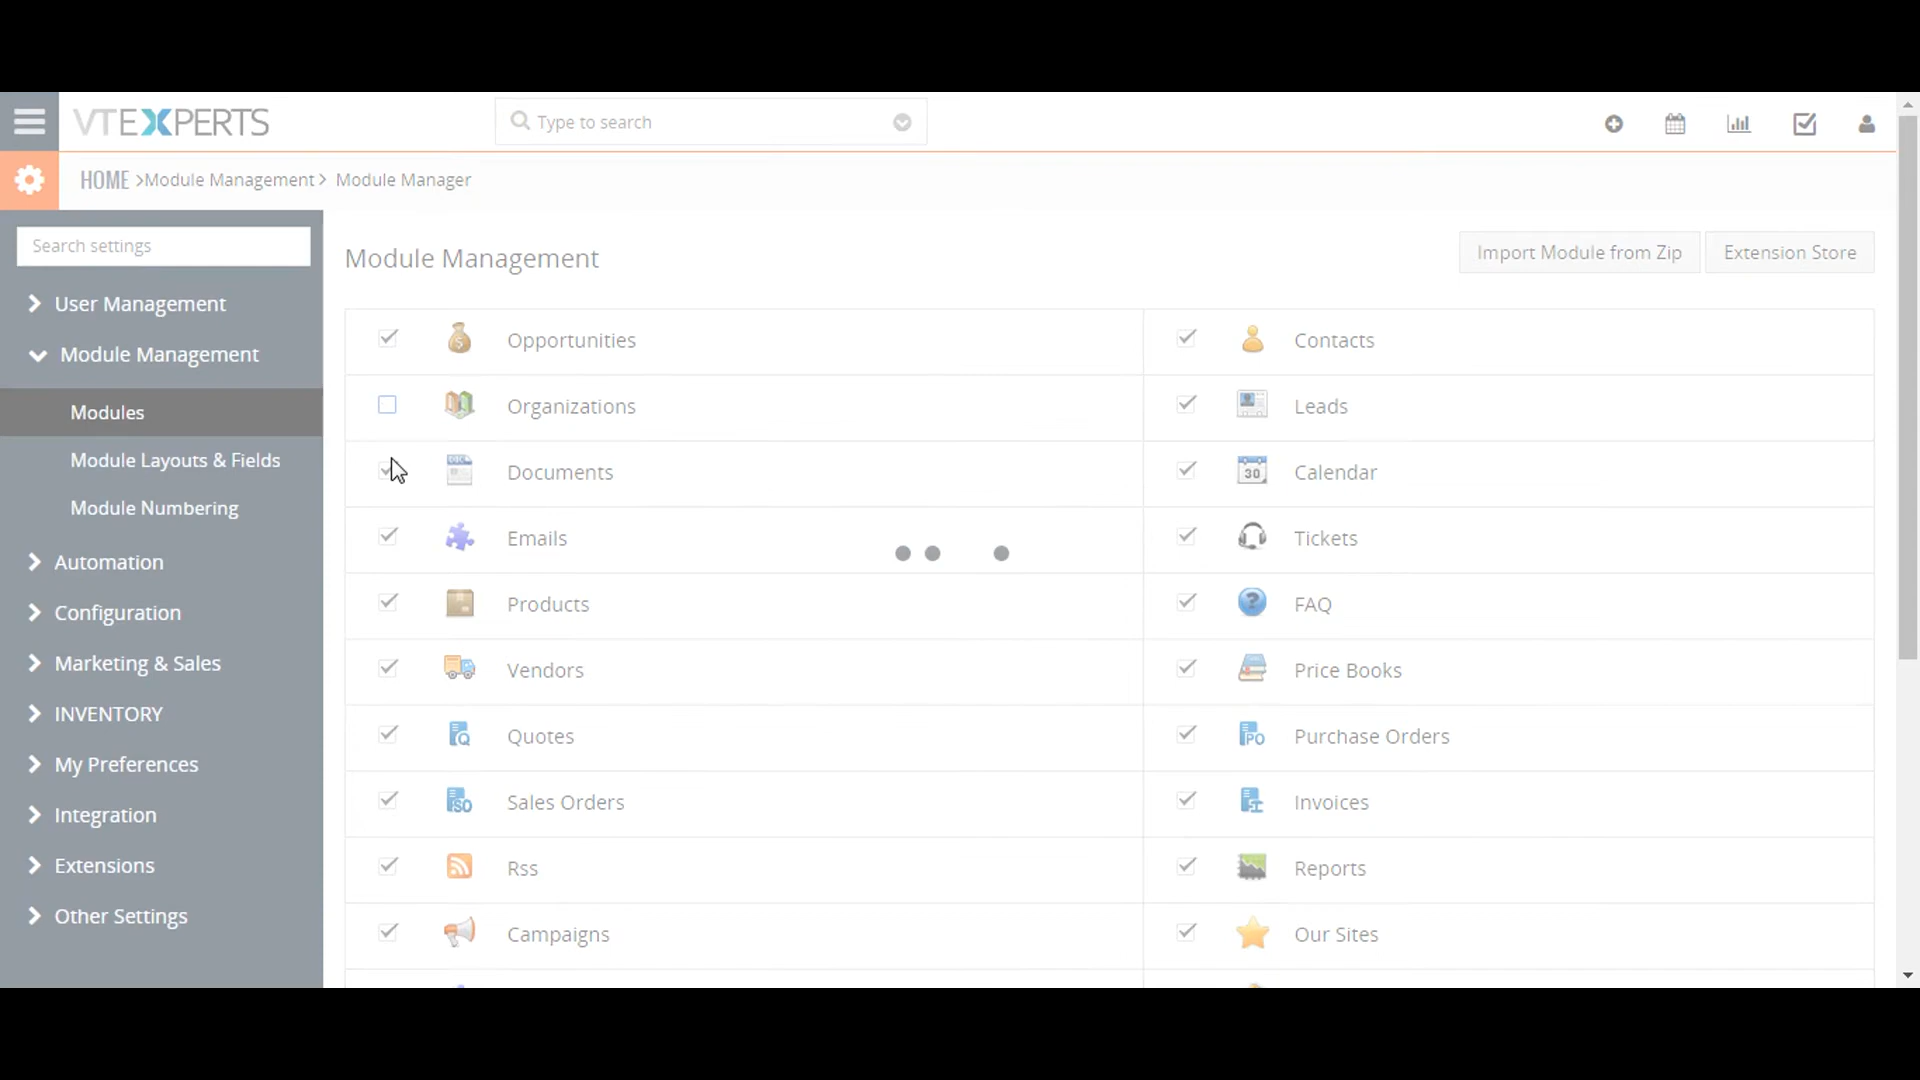 VTEXPERTS
Type to search
HOME >Module Management > Module Manager
Search settings
User Management
Module Management
Modules
Module Layouts & Fields
Module Numbering
Automation
Configuration
Marketing & Sales
INVENTORY
My Preferences
Integration
Extensions
Other Settings
Module Management
Import Module from Zip
Extension Store
Opportunities
Contacts
Organizations
Leads
Documents
30
Calendar
Emails
Tickets
Products
?
FAQ
Vendors
Price Books
Q
Quotes
PO
Purchase Orders
SO
Sales Orders
Invoices
Rss
Reports
Campaigns
Our Sites